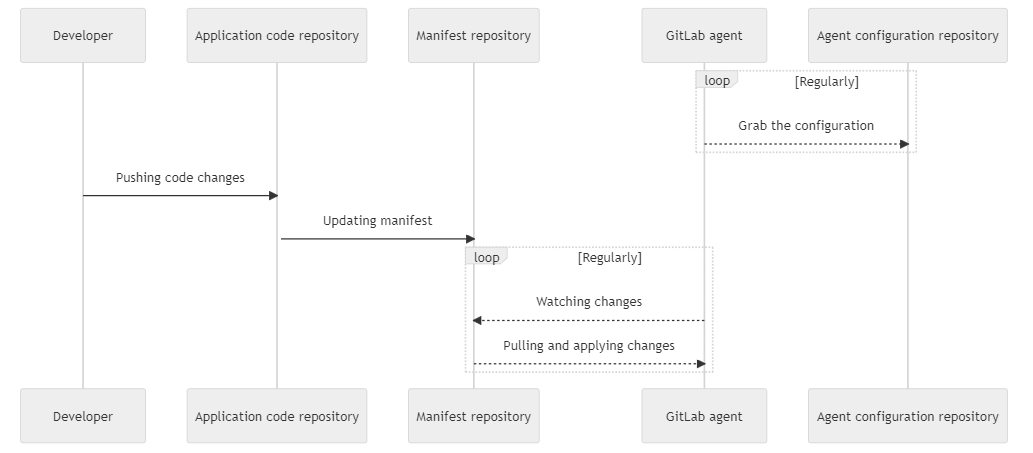 Developer
Application code repository
Manifest repository
GitLab agent
Agent configuration repository
loop
[Regularly]
Grab the configuration
Pushing code changes
Updating manifest
loop
[Regularly]
Watching changes
Pulling and applying changes
Developer
Application code repository
Manifest repository
GitLab agent
Agent configuration repository